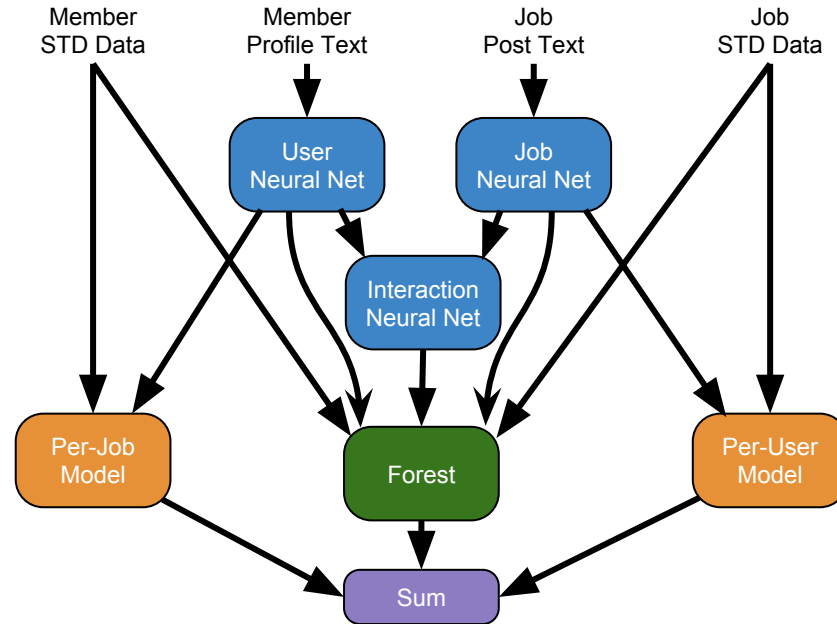 Member
STD Data
Member
Profile Text
Job
Post Text
Job
STD Data
User
Neural Net
Job
Neural Net
Interaction
Neural Net
Per-Job
Model
Forest
Per-User
Model
Sum